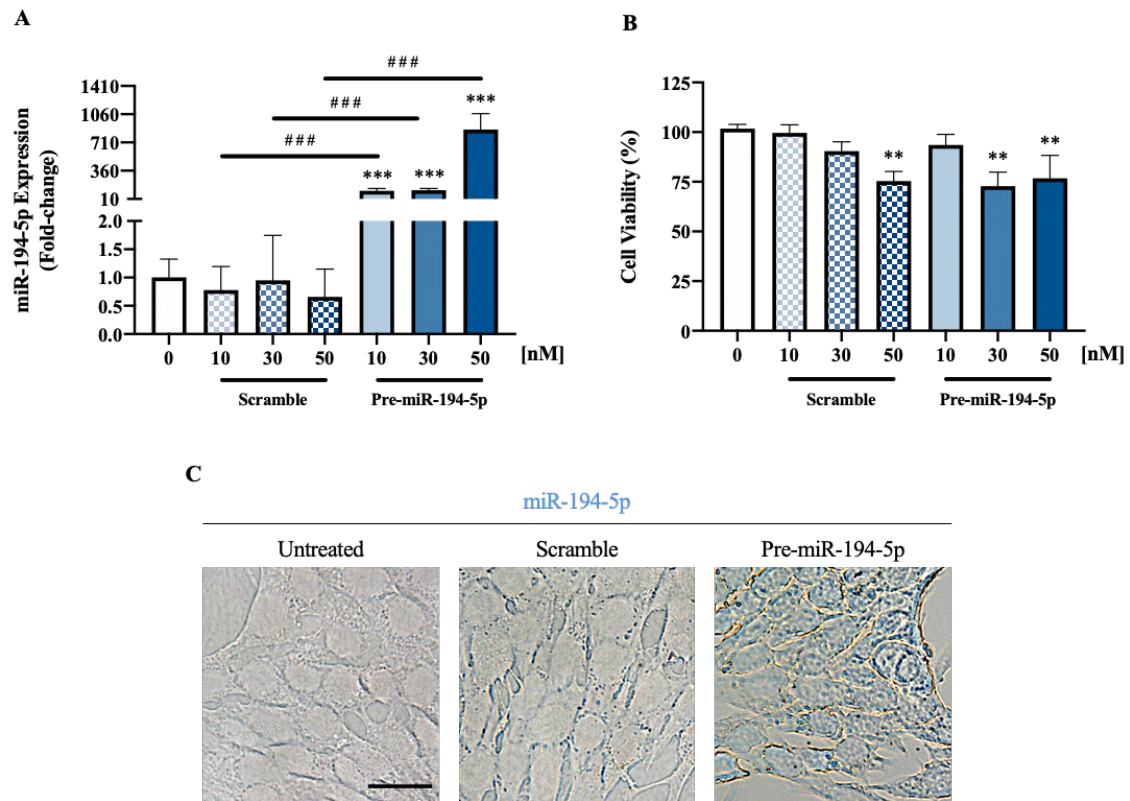 A
miR-194-5p Expression
(Fold-change)
1410
1060
710
360
10
2.0
1.5
1.0
0.5
0.0
###
###
###
*** *** ***
0 10 30 50 10 30 50 [nM]
Scramble Pre-miR-194-5p
B
Cell Viability (%)
125
100
75
50
25
0
** ** **
0 10 30 50 10 30 50 [nM]
Scramble Pre-miR-194-5p
C
miR-194-5p
Untreated Scramble Pre-miR-194-5p